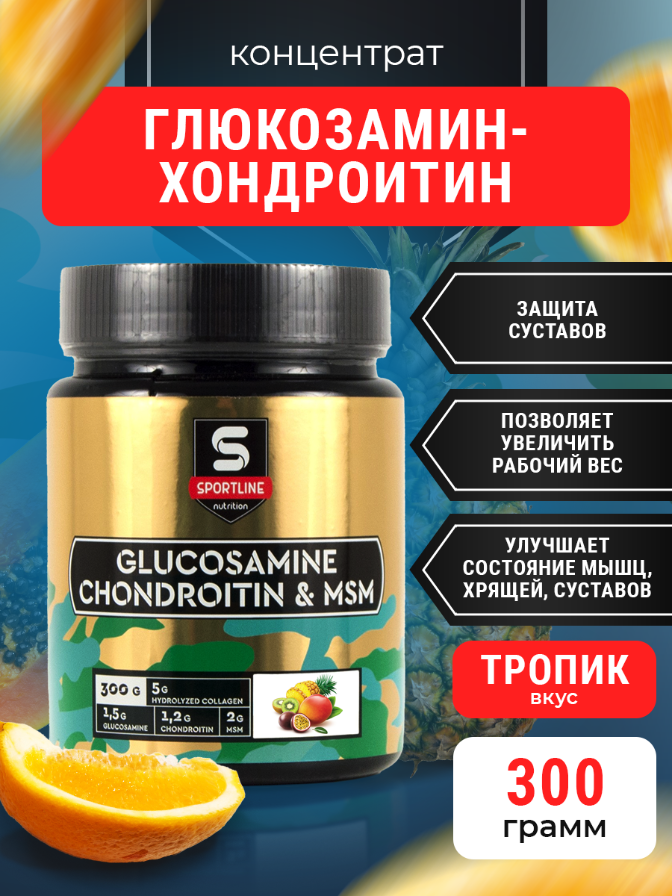 концентрат
ГЛЮКОЗАМИН-
ХОНДРОИТИН
ЗАЩИТА
СУСТАВОВ
ПОЗВОЛЯЕТ
УВЕЛИЧИТЬ
РАБОЧИЙ ВЕС
УЛУЧШАЕТ
СОСТОЯНИЕ МЫШЦ,
ХРЯЩЕЙ, СУСТАВОВ
ТРОПИК
вкус
300
грамм
S
SPORTLINE
nutrition
GLUCOSAMINE
CHONDROITIN & MSM
300 G
5G
HYDROLYZED COLLAGEN
1,5G
GLUCOSAMINE
1,2G
CHONDROITIN
2G
MSM